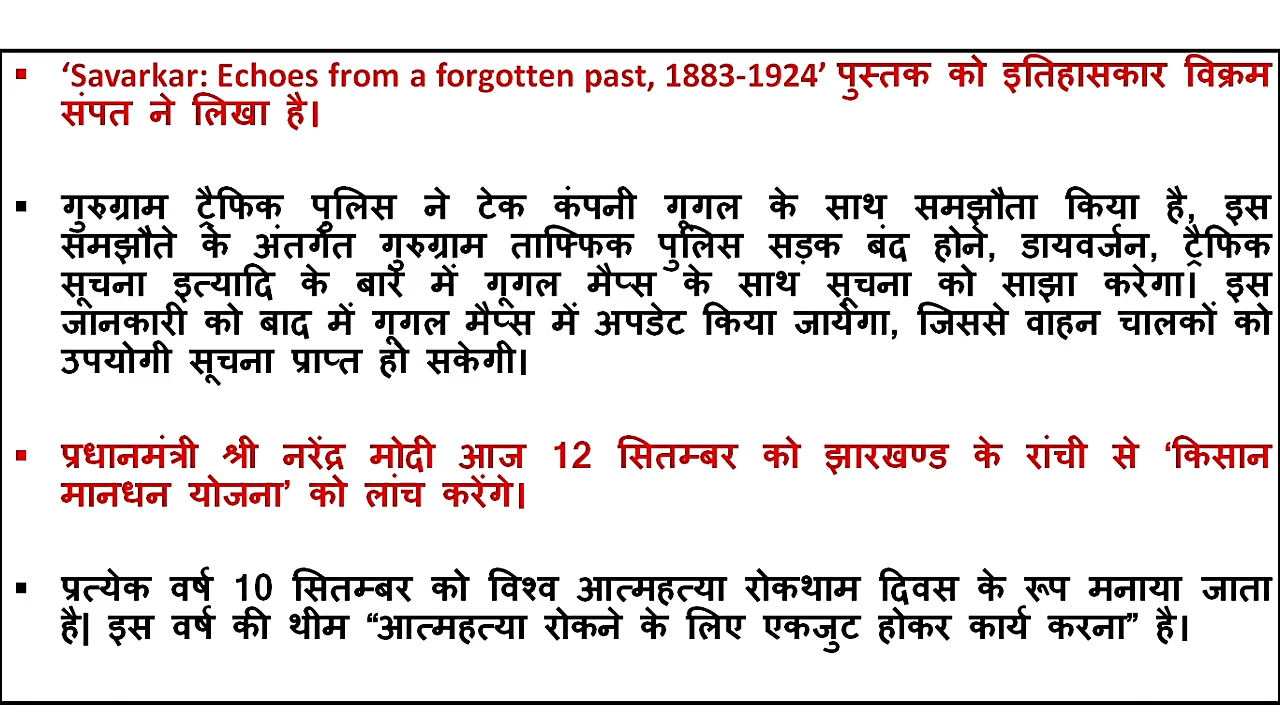 ▪ ‘Savarkar: Echoes from a forgotten past, 1883-1924’ पुस्तक को इतिहासकार विक्रम
संपत ने लिखा है।
▪ गुरुग्राम ट्रैफिक पुलिस ने टेक कंपनी गूगल के साथ समझौता किया है, इस
समझौते के अंतर्गत गुरुग्राम ताफ्फिक पुलिस सड़क बंद होने, डायवर्जन, ट्रैफिक
सूचना इत्यादि के बारे में गूगल मैप्स के साथ सूचना को साझा करेगा। इस
जानकारी को बाद में गूगल मैप्स में अपडेट किया जायेगा, जिससे वाहन चालकों को
उपयोगी सूचना प्राप्त हो सकेगी।
▪ प्रधानमंत्री श्री नरेंद्र मोदी आज 12 सितम्बर को झारखण्ड के रांची से ‘किसान
मानधन योजना’ को लांच करेंगे।
▪ प्रत्येक वर्ष 10 सितम्बर को विश्व आत्महत्या रोकथाम दिवस के रूप मनाया जाता
है| इस वर्ष की थीम “आत्महत्या रोकने के लिए एकजुट होकर कार्य करना” है।